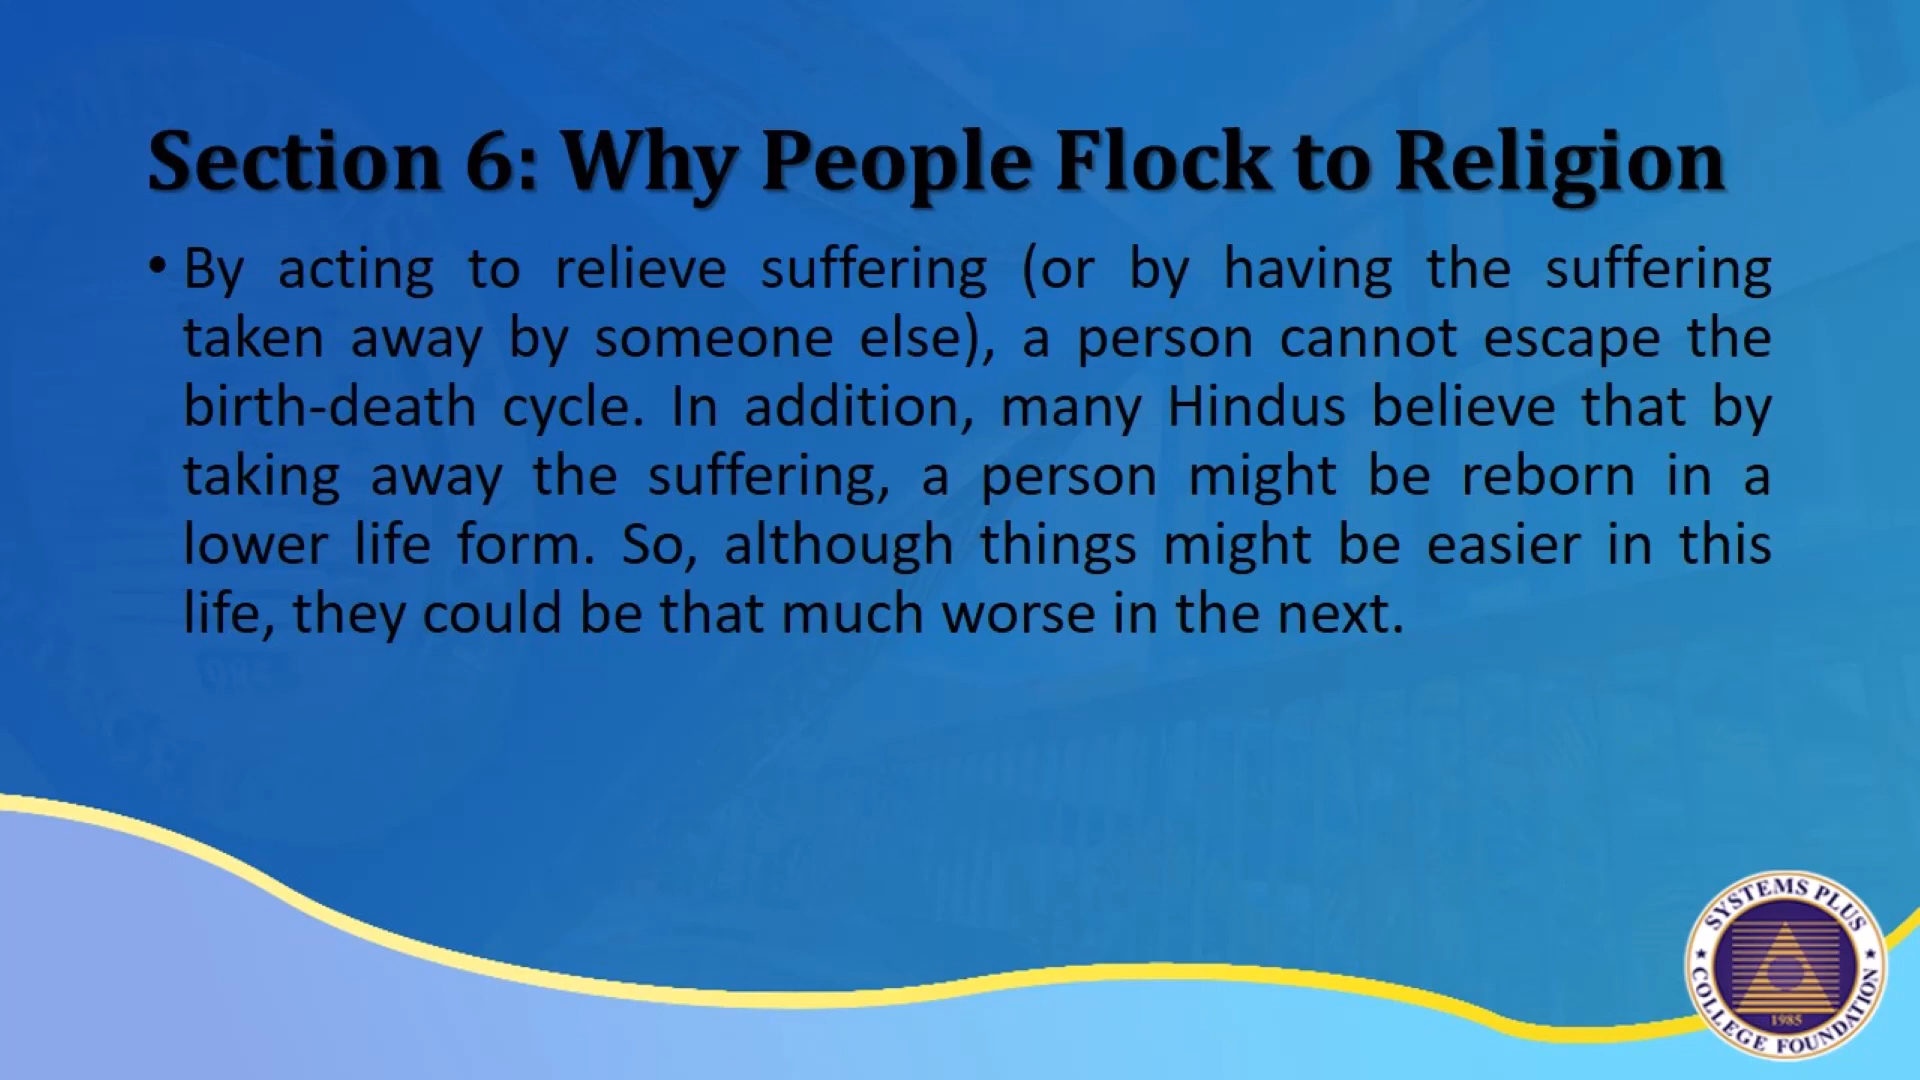 Section 6: Why People Flock to Religion
• By acting to relieve suffering (or by having the suffering
taken away by someone else), a person cannot escape the
birth-death cycle. In addition, many Hindus believe that by
taking away the suffering, a person might be reborn in a
lower life form. So, although things might be easier in this
life, they could be that much worse in the next.
SYSTEMS PLUS
COLLEGE FOUNDATION
1985